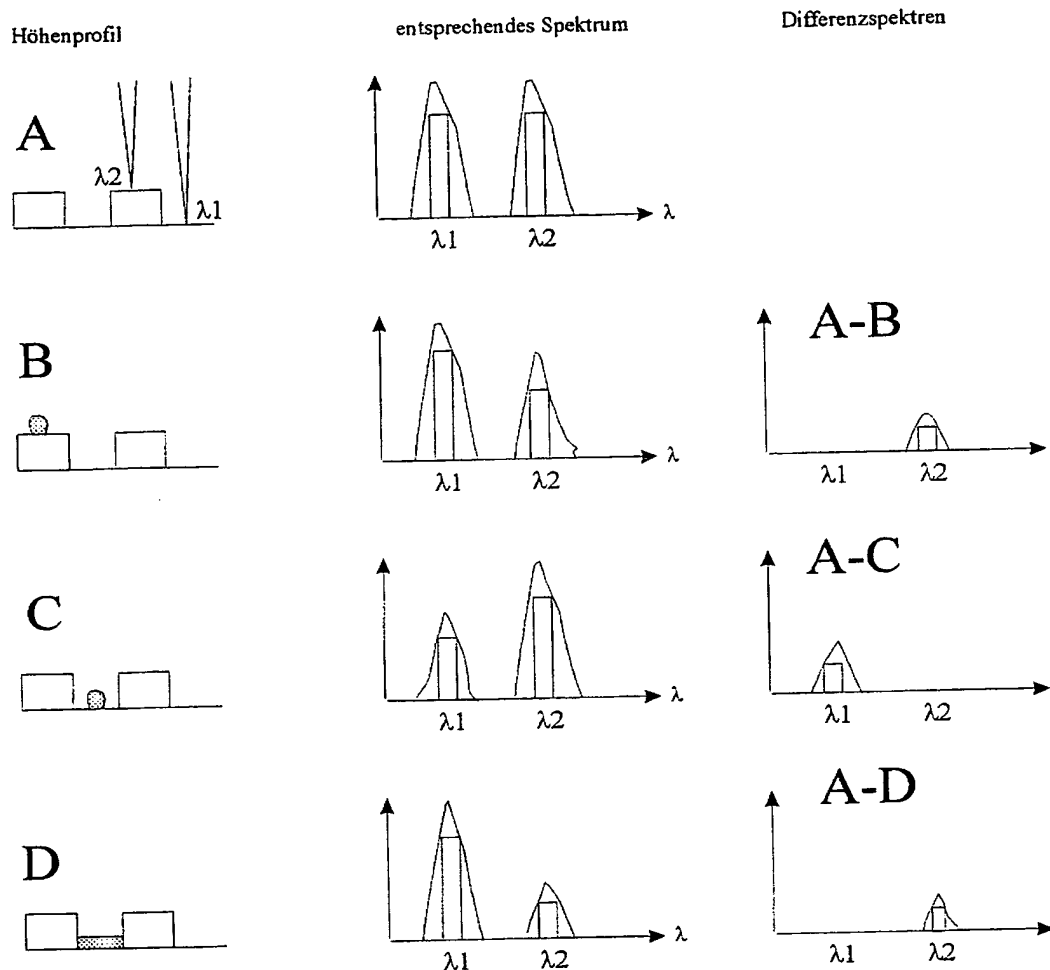 Höhenprofil
entsprechendes Spektrum
Differenzspektren
A
λ2
λ1
λ
λ1
λ2
B
λ
λ1
λ2
A-B
λ1
λ2
C
λ
λ1
λ2
A-C
λ1
λ2
D
λ
λ1
λ2
A-D
λ1
λ2